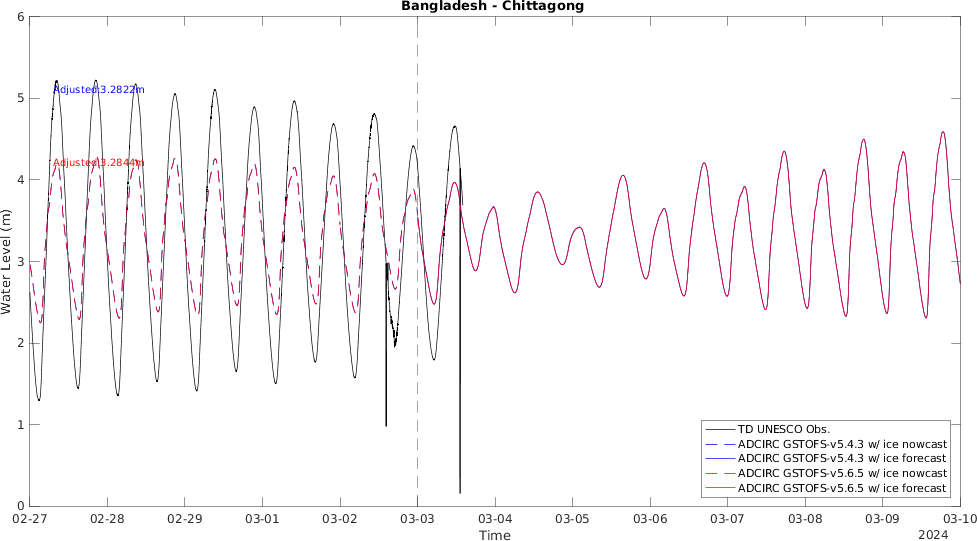 Bangladesh - Chittagong
6
5
4
3
2
1
0
Water Level (m)
Adjusted:3.2822m
Adjusted:3.2844m
TD UNESCO Obs.
ADCIRC GSTOFS-v5.4.3 w/ ice nowcast
ADCIRC GSTOFS-v5.4.3 w/ ice forecast
ADCIRC GSTOFS-v5.6.5 w/ ice nowcast
ADCIRC GSTOFS-v5.6.5 w/ ice forecast
02-27 02-28 02-29 03-01 03-02 03-03 03-04 03-05 03-06 03-07 03-08 03-09 03-10
Time
2024